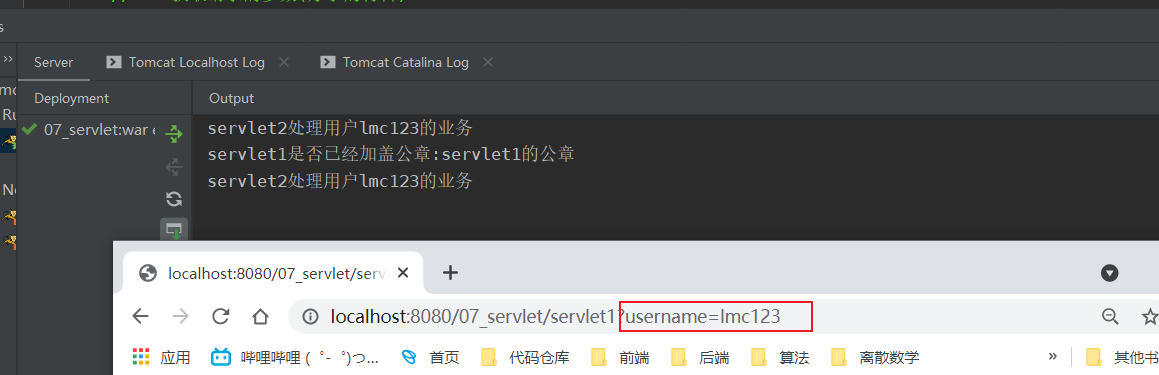 s
Server Tomcat Localhost Log Tomcat Catalina Log
Deployment Output
07_servlet:war e
servlet2处理用户lmc123的业务
servlet1是否已经加盖公章:servlet1的公章
servlet2处理用户lmc123的业务
Ru
localhost:8080/07_servlet/serv
localhost:8080/07_servlet/servlet1?username=lmc123
应用 哔哩哔哩 ( ゜- ゜)つ... 首页 代码仓库 前端 后端 算法 离散数学 » 其他书